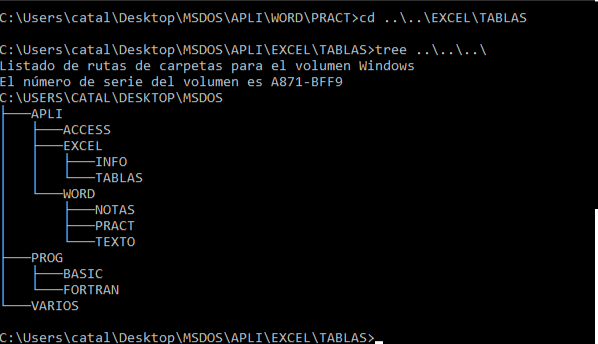 C:\Users\catal\Desktop\MSDOS\APLI\WORD\PRACT>cd ..\..\EXCEL\TABLAS
C:\Users\catal\Desktop\MSDOS\APLI\EXCEL\TABLAS>tree ..\..\..\
Listado de rutas de carpetas para el volumen Windows
El número de serie del volumen es A871-BFF9
C:\USERS\CATAL\DESKTOP\MSDOS
├───APLI
│   ├───ACCESS
│   ├───EXCEL
│   │   ├───INFO
│   │   └───TABLAS
│   └───WORD
│       ├───NOTAS
│       ├───PRACT
│       └───TEXTO
├───PROG
│   ├───BASIC
│   └───FORTRAN
└───VARIOS
C:\Users\catal\Desktop\MSDOS\APLI\EXCEL\TABLAS>